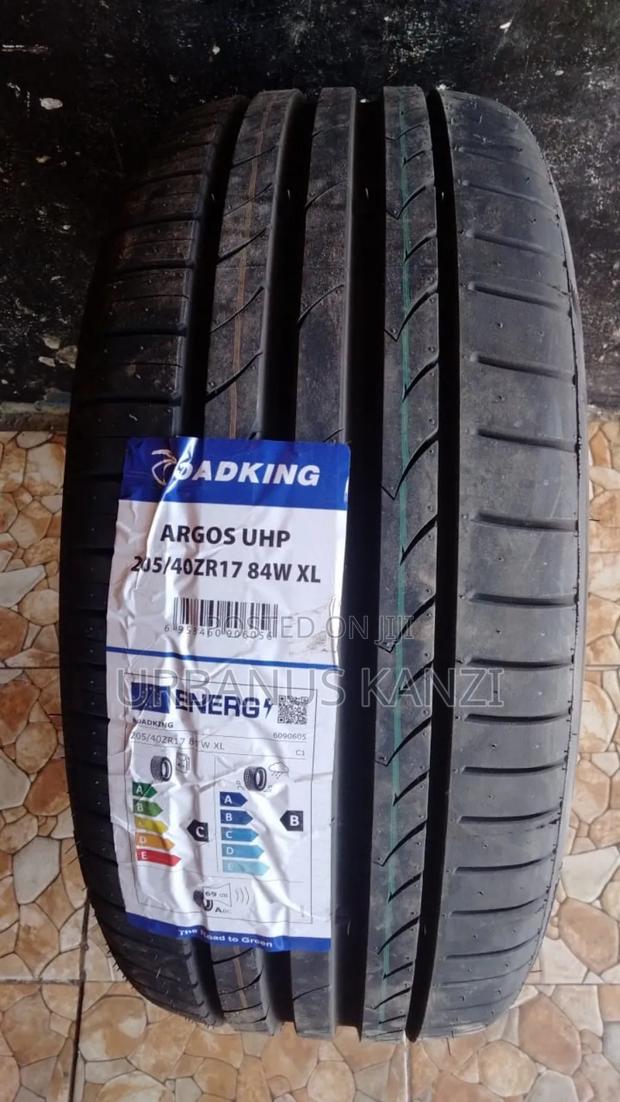 ROADKING
ARGOS UHP
205/40ZR17 84W XL
POSTED ON JIJI
URBANUS KANZI
ENERG
ROADKING
6090605
205/40ZR17 84W XL
C1
A
A
B
B
C
C
B
C
D
D
E
E
69 dB
The Road to Green